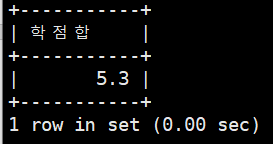 +-----------+
| 학점합    |
+-----------+
|       5.3 |
+-----------+
1 row in set (0.00 sec)